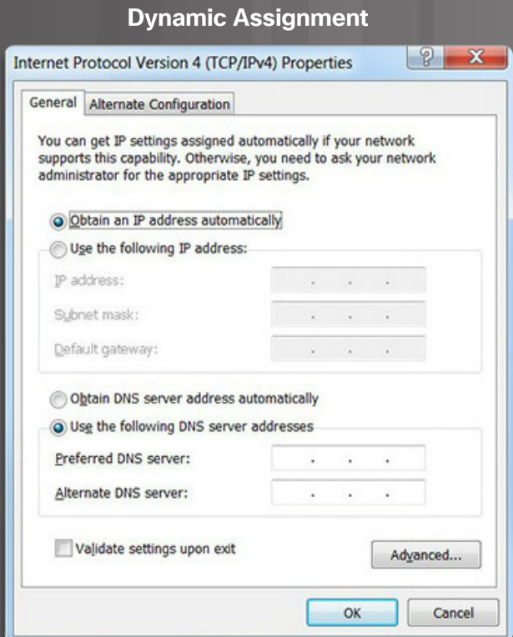 Dynamic Assignment
Internet Protocol Version 4 (TCP/IPv4) Properties
General
Alternate Configuration
You can get IP settings assigned automatically if your network
supports this capability. Otherwise, you need to ask your network
administrator for the appropriate IP settings.
Obtain an IP address automatically
Use the following IP address:
IP address:
Subnet mask:
Default gateway:
Obtain DNS server address automatically
Use the following DNS server addresses
Preferred DNS server:
Alternate DNS server:
Validate settings upon exit
Advanced...
OK
Cancel